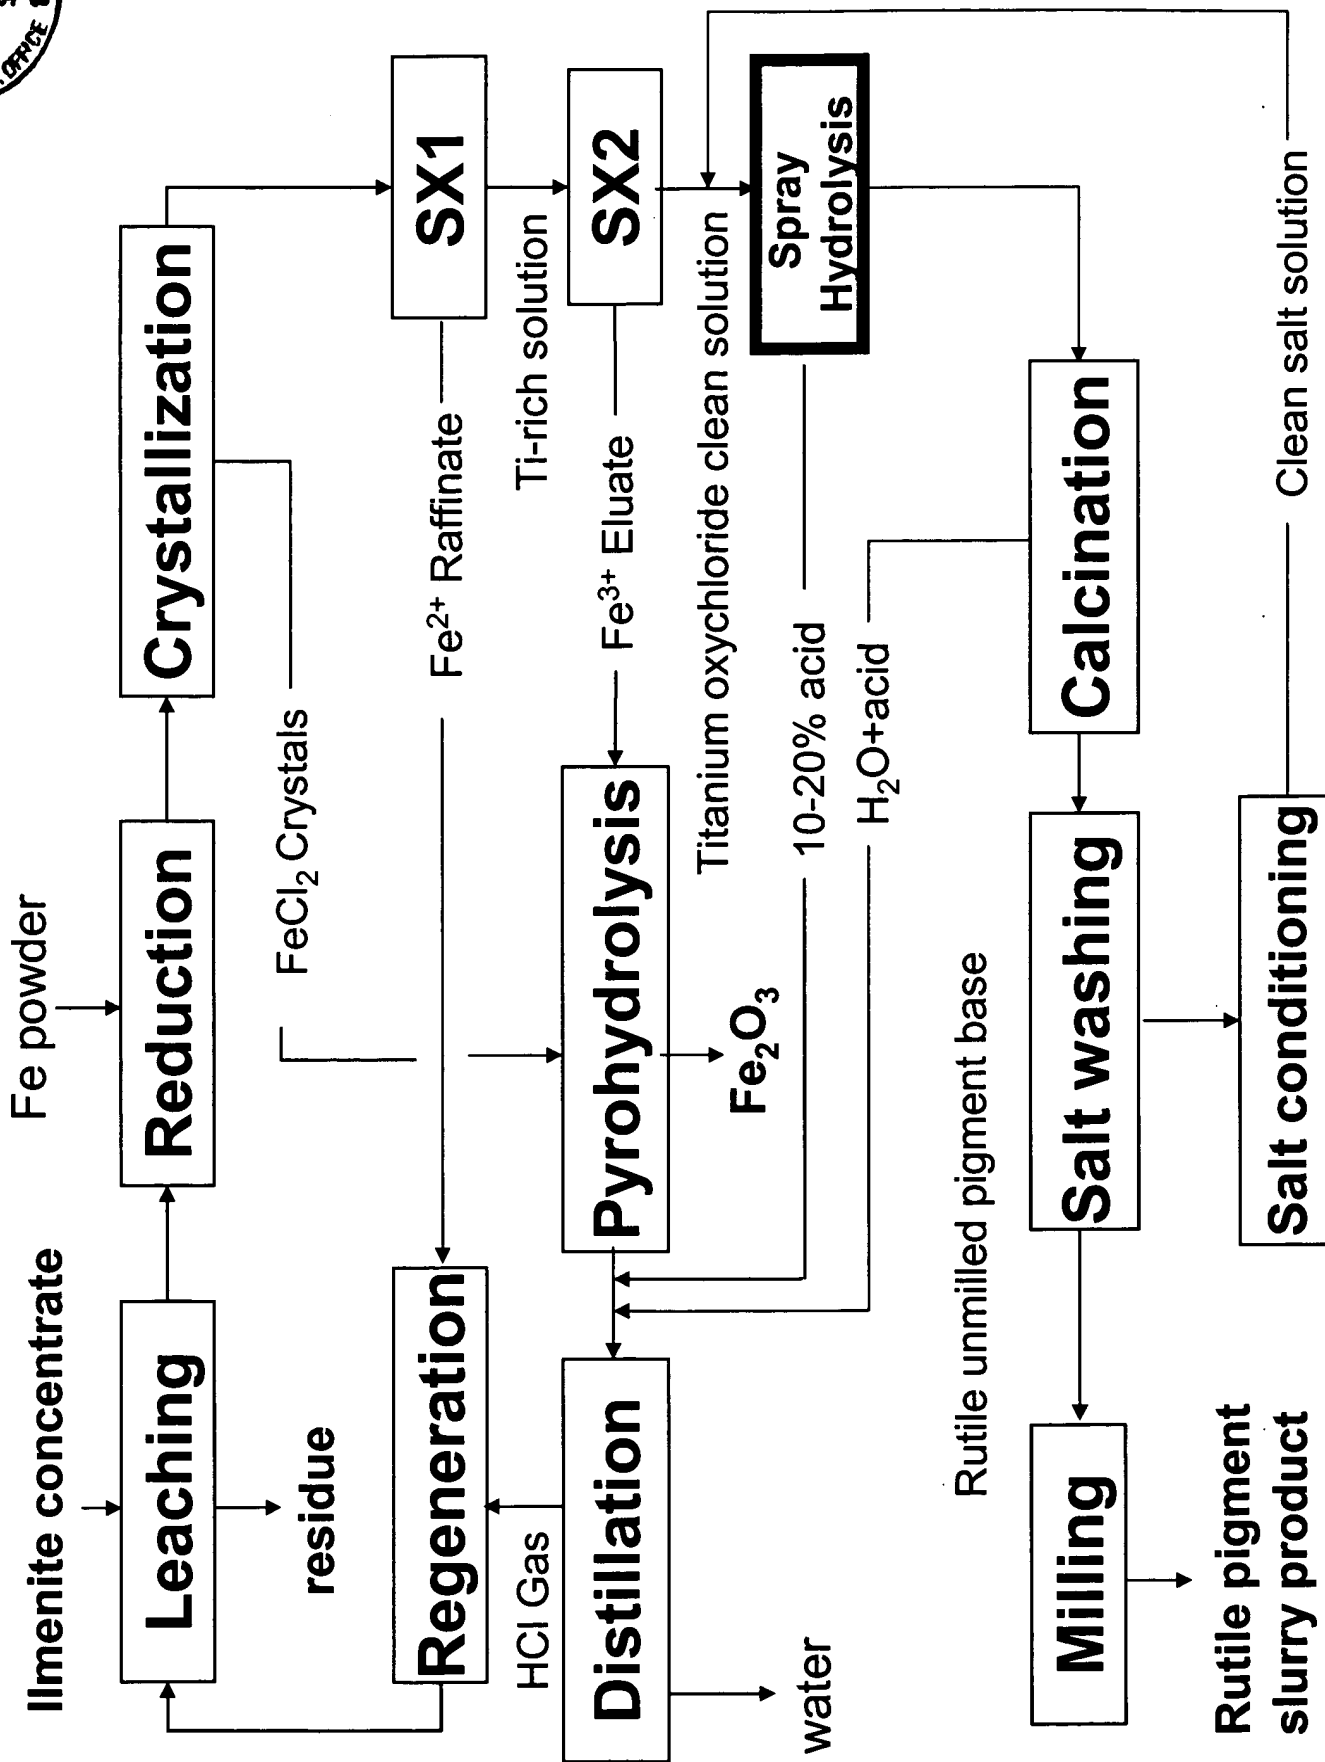 OFFICE
Ilmenite concentrate
Fe powder
Leaching
Reduction
Crystallization
residue
FeCl₂ Crystals
Regeneration
Fe²⁺ Raffinate
SX1
HCl Gas
Ti-rich solution
Distillation
Pyrohydrolysis
Fe³⁺ Eluate
SX2
water
Fe₂O₃
Titanium oxychloride clean solution
10-20% acid
Spray
Hydrolysis
H₂O+acid
Rutile unmilled pigment base
Milling
Salt washing
Calcination
Rutile pigment
slurry product
Salt conditioning
Clean salt solution